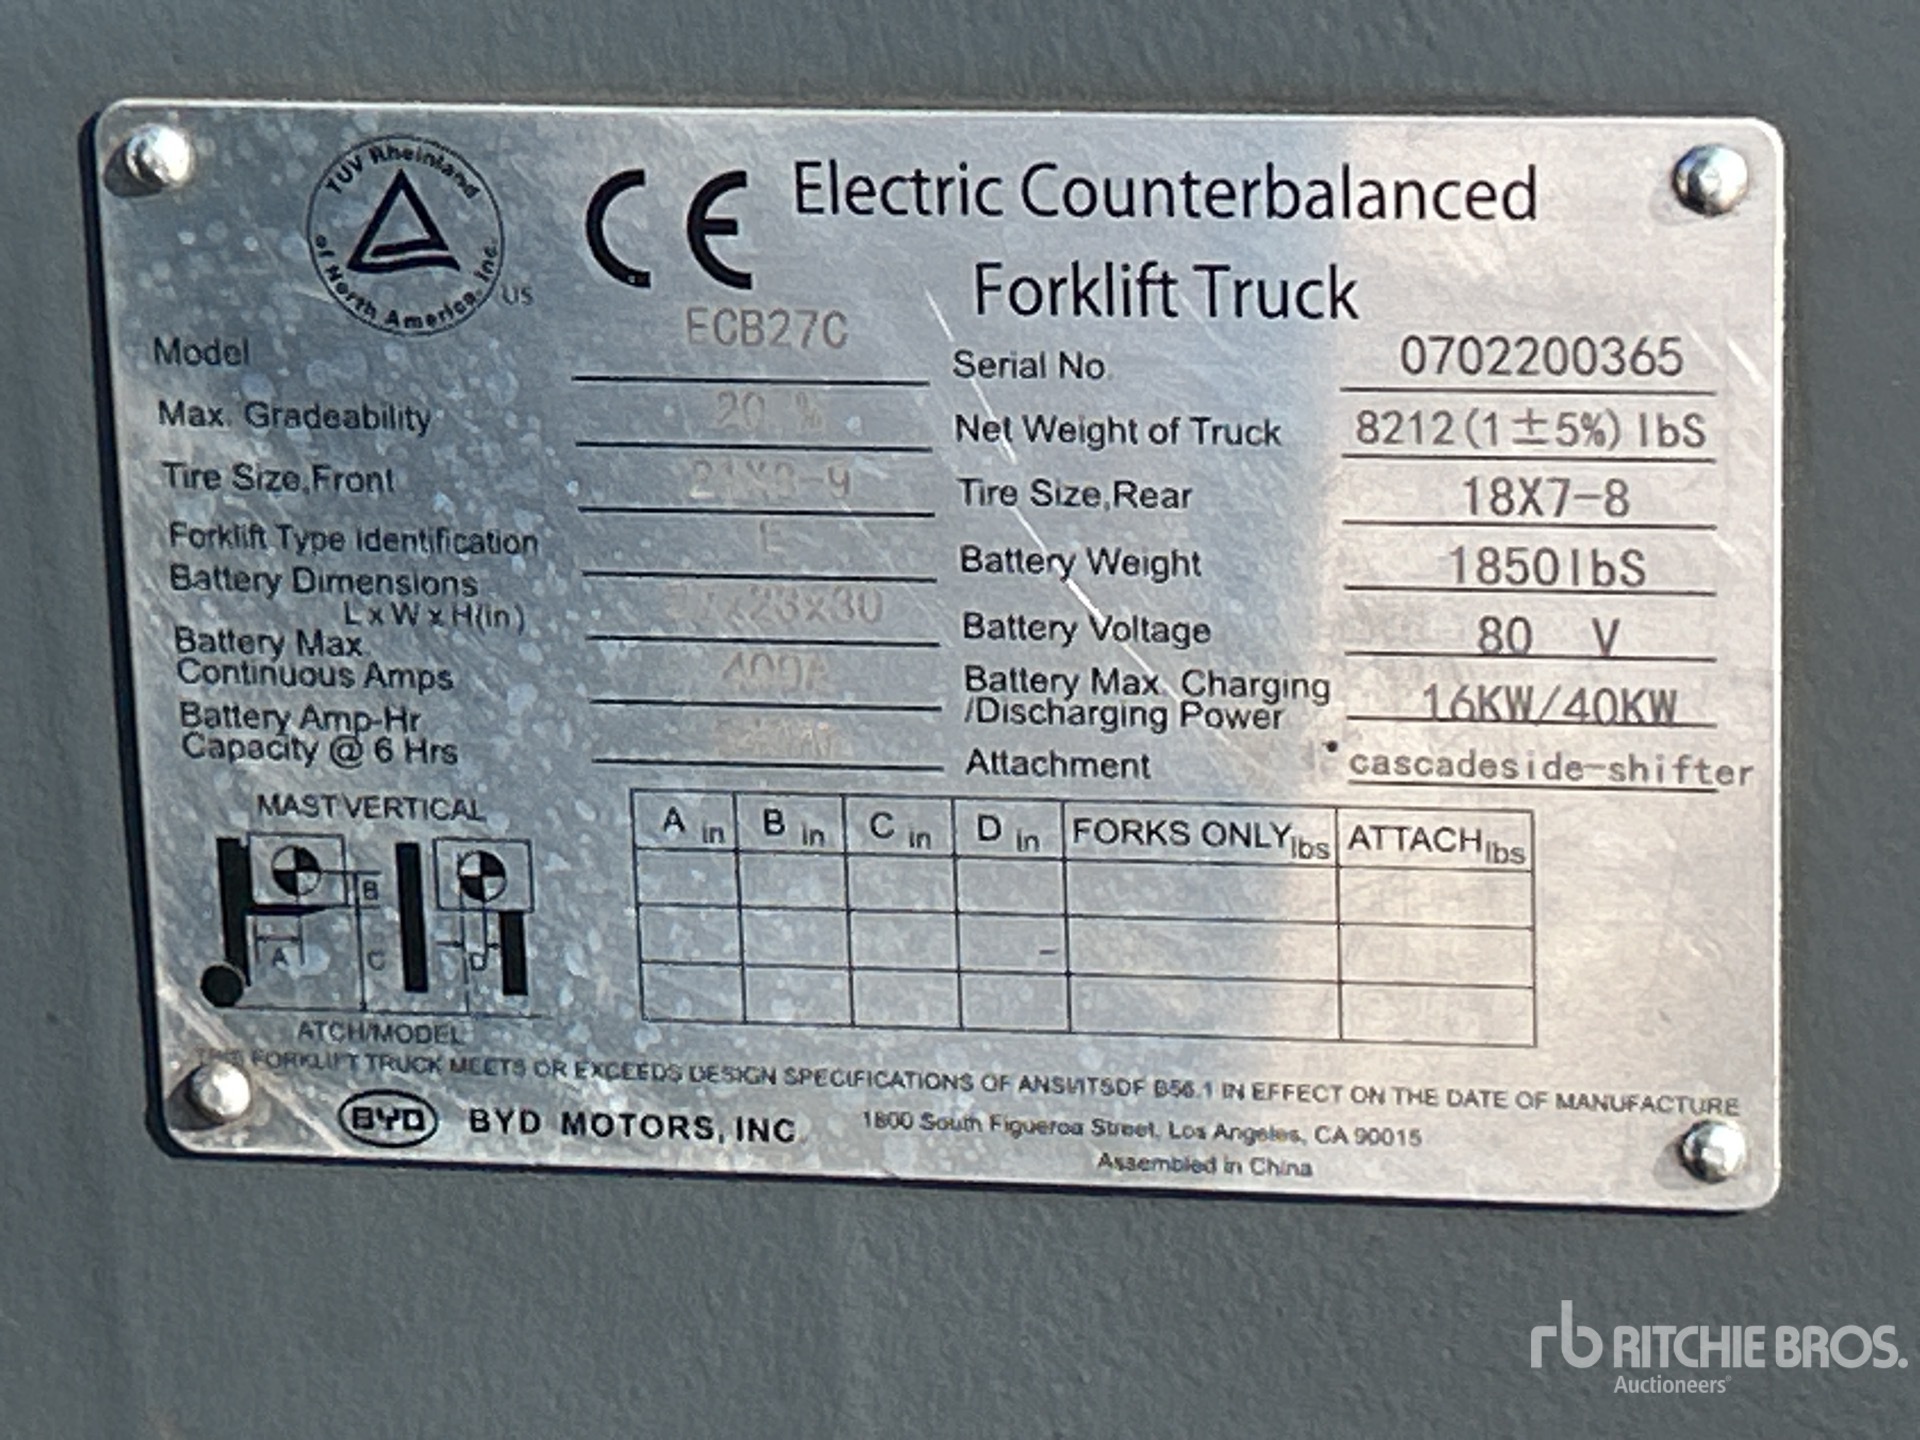 TUV Rheinland
of North America, Inc.
US
CE
Electric Counterbalanced
Forklift Truck
Model ECB27C
Serial No. 0702200365
Max. Gradeability 20 %
Net Weight of Truck 8212(1±5%)lbS
Tire Size,Front
Tire Size,Rear 18X7-8
Forklift Type identification E
Battery Weight 1850lbS
Battery Dimensions
L x W x H(in)
Battery Voltage 80 V
Battery Max.
Continuous Amps 400A
Battery Max. Charging
/Discharging Power 16KW/40KW
Battery Amp-Hr
Capacity @ 6 Hrs
Attachment cascadeside-shifter
MAST VERTICAL
A in B in C in D in FORKS ONLY lbs ATTACH lbs
B
A C D
-
ATCH/MODEL
THIS FORKLIFT TRUCK MEETS OR EXCEEDS DESIGN SPECIFICATIONS OF ANSI/ITSDF B56.1 IN EFFECT ON THE DATE OF MANUFACTURE
BYD BYD MOTORS, INC. 1800 South Figueroa Street, Los Angeles, CA 90015
Assembled in China
rb RITCHIE BROS.
Auctioneers